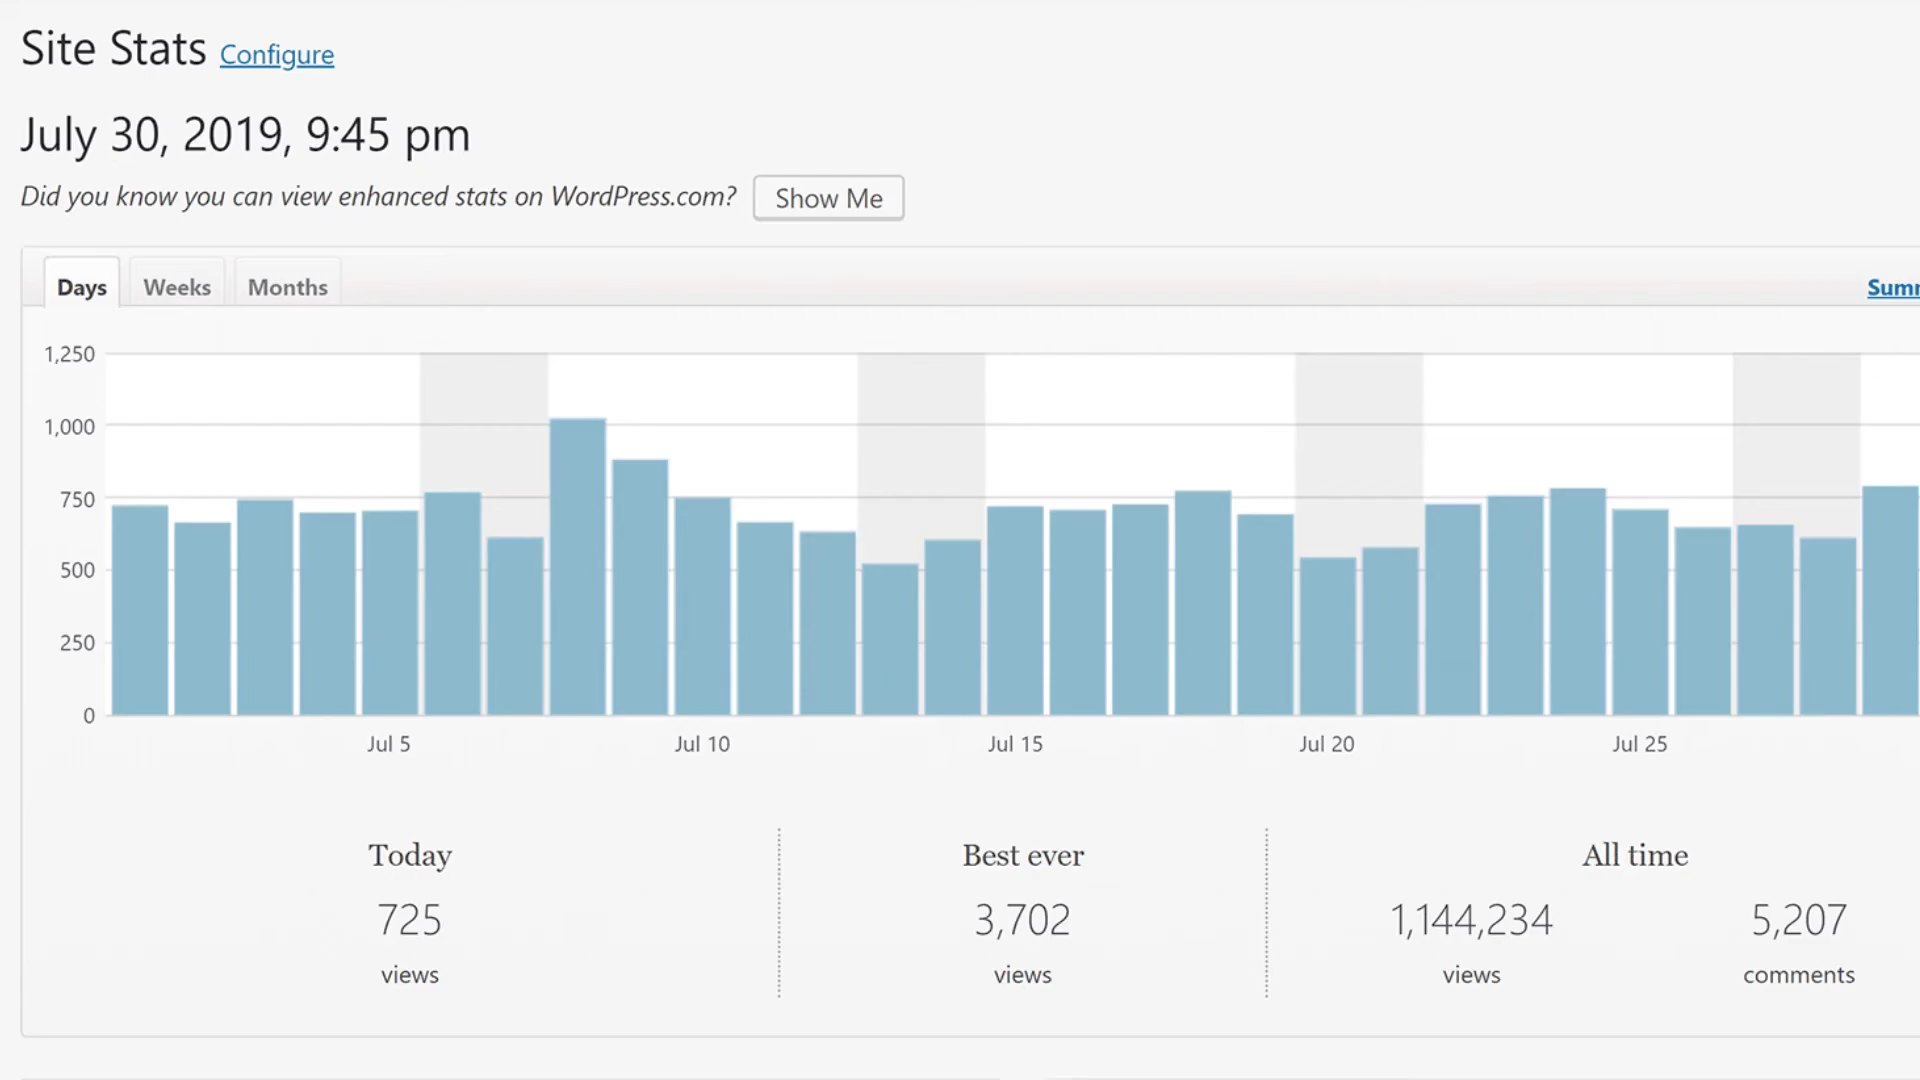 Site Stats Configure
July 30, 2019, 9:45 pm
Did you know you can view enhanced stats on WordPress.com? Show Me
Days Weeks Months
1,250
1,000
750
500
250
0
Jul 5 Jul 10 Jul 15 Jul 20 Jul 25
Today Best ever All time
725 3,702 1,144,234 5,207
views views views comments